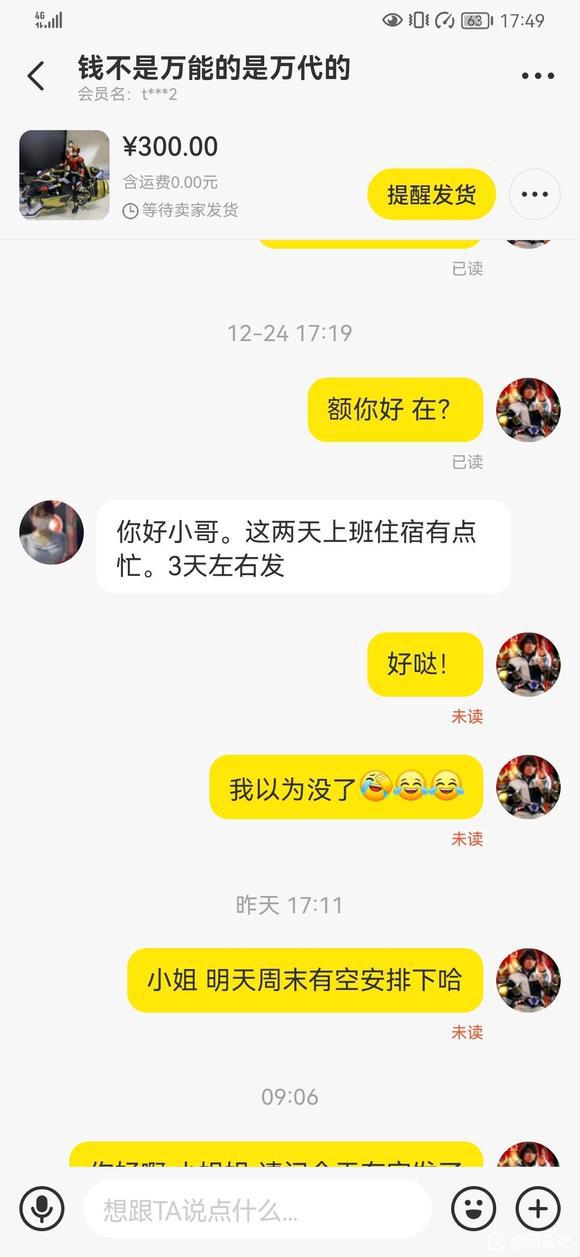 4G
63
17:49
钱不是万能的是万代的
会员名：t***2
¥300.00
含运费0.00元
等待卖家发货
提醒发货
已读
12-24 17:19
额你好 在？
已读
你好小哥。这两天上班住宿有点
忙。3天左右发
好哒！
未读
我以为没了
未读
昨天 17:11
小姐 明天周末有空安排下哈
未读
09:06
想跟TA说点什么...
@闲鱼吧